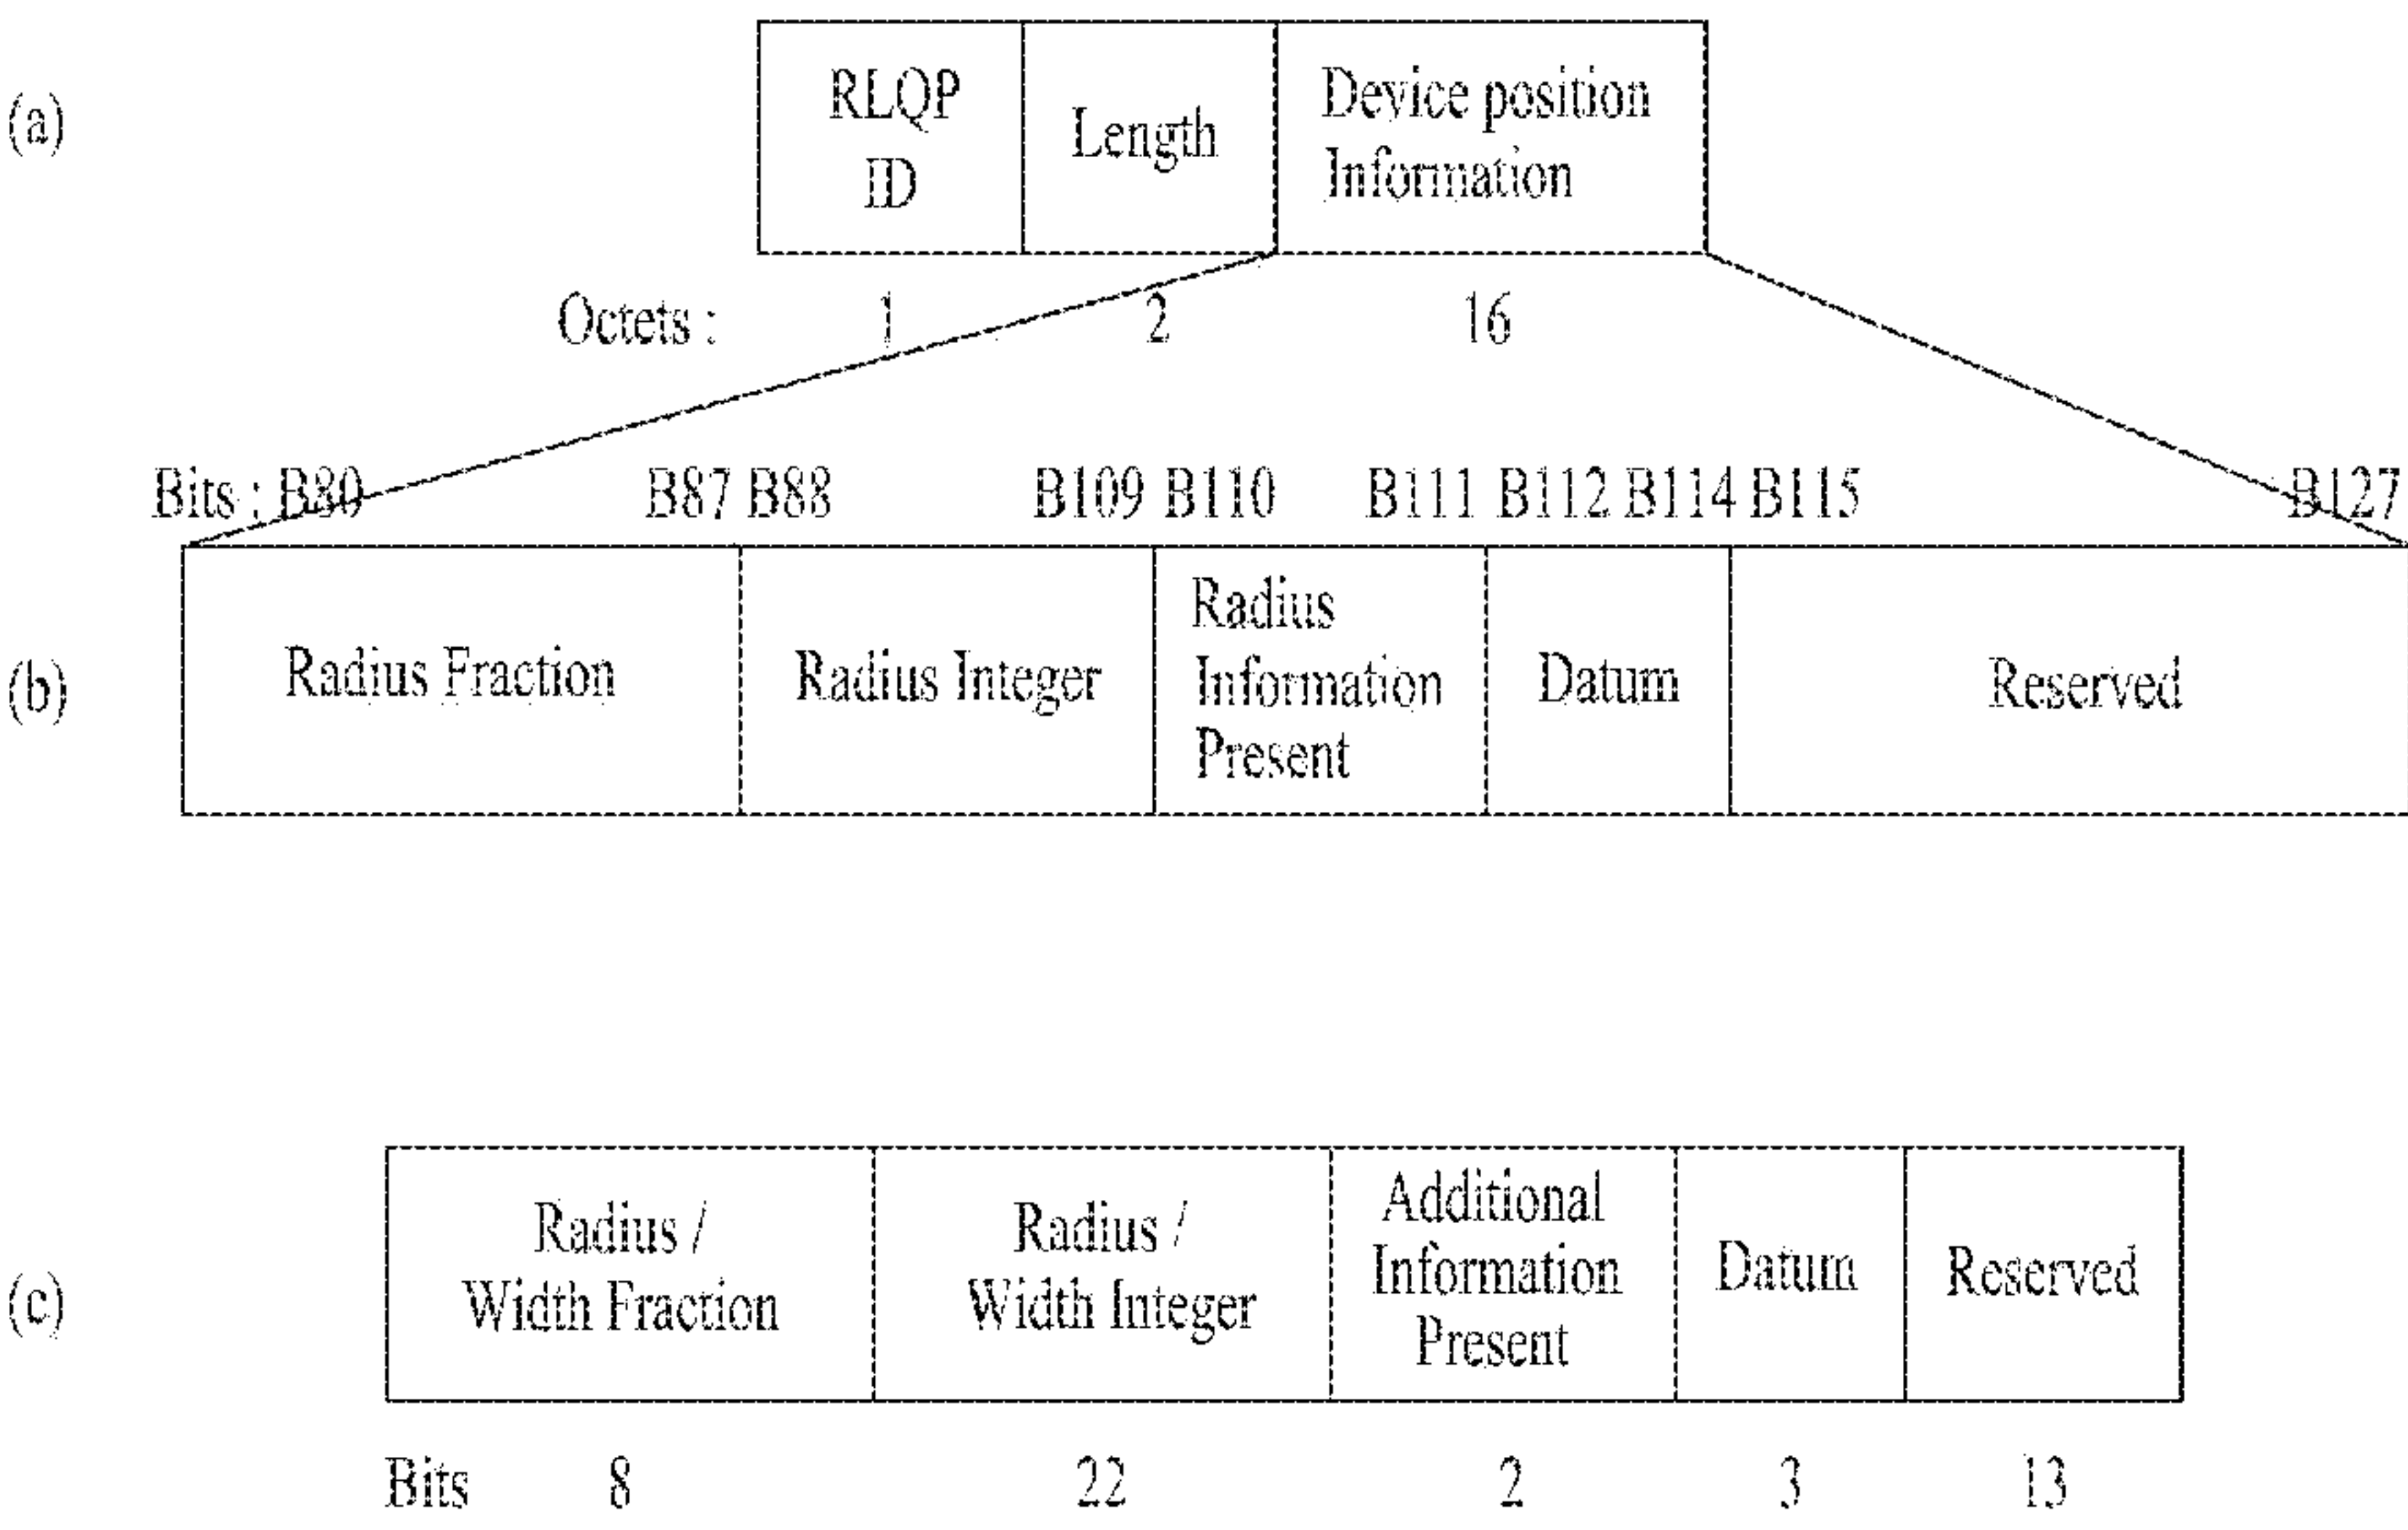 (a)
RLQP
ID
Length
Device position
Information
Octets : 1 2 16
Bits : B80 B87 B88 B109 B110 B111 B112 B114 B115 B127
(b)
Radius Fraction
Radius Integer
Radius
Information
Present
Datum
Reserved
(c)
Radius /
Width Fraction
Radius /
Width Integer
Additional
Information
Present
Datum
Reserved
Bits 8 22 2 3 13